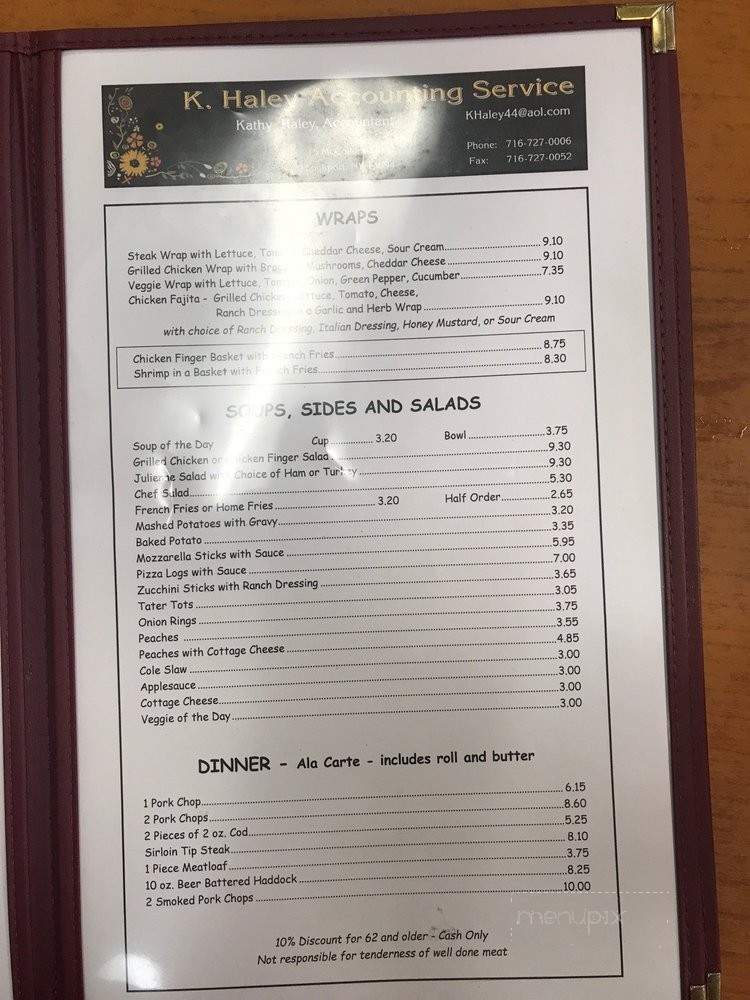 K. Haley Accounting Service
Kathy Haley, Accountant
KHaley44@aol.com
Phone: 716-727-0006
Fax: 716-727-0052
WRAPS
Steak Wrap with Lettuce, Cheddar Cheese, Sour Cream 9.10
Grilled Chicken Wrap with Mushrooms, Cheddar Cheese 9.10
Veggie Wrap with Lettuce, Onion, Green Pepper, Cucumber 7.35
Chicken Fajita - Grilled Chicken, Lettuce, Tomato, Cheese,
Ranch Garlic and Herb Wrap 9.10
with choice of Ranch Dressing, Italian Dressing, Honey Mustard, or Sour Cream
Chicken Finger Basket with French Fries 8.75
Shrimp in a Basket with French Fries 8.30
SOUPS, SIDES AND SALADS
Soup of the Day Cup 3.20 Bowl 3.75
Grilled Chicken or Chicken Finger Salad 9.30
Julienne Salad with Choice of Ham or Turkey 9.30
Chef Salad 5.30
French Fries or Home Fries 3.20 Half Order 2.65
Mashed Potatoes with Gravy 3.20
Baked Potato 3.35
Mozzarella Sticks with Sauce 5.95
Pizza Logs with Sauce 7.00
Zucchini Sticks with Ranch Dressing 3.65
Tater Tots 3.05
Onion Rings 3.75
Peaches 3.55
Peaches with Cottage Cheese 4.85
Cole Slaw 3.00
Applesauce 3.00
Cottage Cheese 3.00
Veggie of the Day 3.00
DINNER - Ala Carte - includes roll and butter
1 Pork Chop 6.15
2 Pork Chops 8.60
2 Pieces of 2 oz. Cod 5.25
Sirloin Tip Steak 8.10
1 Piece Meatloaf 3.75
10 oz. Beer Battered Haddock 8.25
2 Smoked Pork Chops 10.00
10% Discount for 62 and older - Cash Only
Not responsible for tenderness of well done meat
menupix